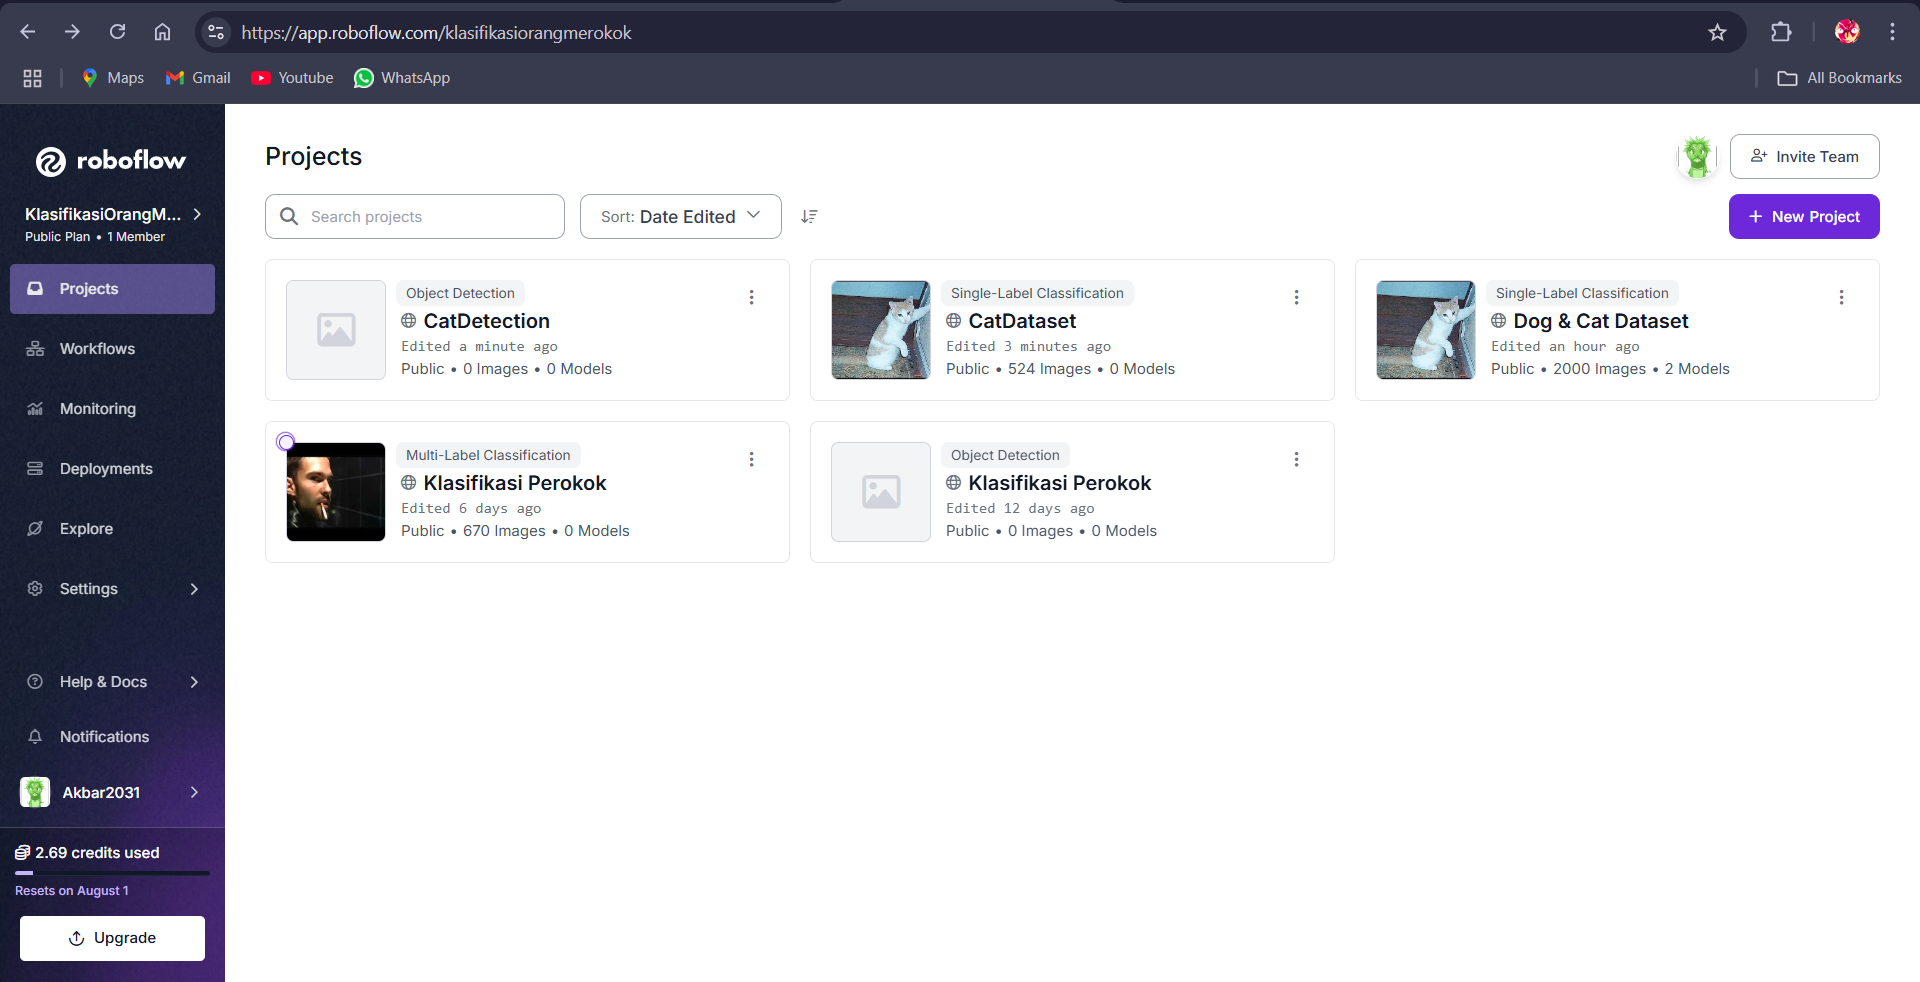 https://app.roboflow.com/klasifikasiorangmerokok
Maps
Gmail
Youtube
WhatsApp
All Bookmarks
roboflow
KlasifikasiOrangM...
Public Plan • 1 Member
Projects
Workflows
Monitoring
Deployments
Explore
Settings
Help & Docs
Notifications
Akbar2031
2.69 credits used
Resets on August 1
Upgrade
Projects
Invite Team
Search projects
Sort: Date Edited
New Project
Object Detection
CatDetection
Edited a minute ago
Public • 0 Images • 0 Models
Single-Label Classification
CatDataset
Edited 3 minutes ago
Public • 524 Images • 0 Models
Single-Label Classification
Dog & Cat Dataset
Edited an hour ago
Public • 2000 Images • 2 Models
Multi-Label Classification
Klasifikasi Perokok
Edited 6 days ago
Public • 670 Images • 0 Models
Object Detection
Klasifikasi Perokok
Edited 12 days ago
Public • 0 Images • 0 Models